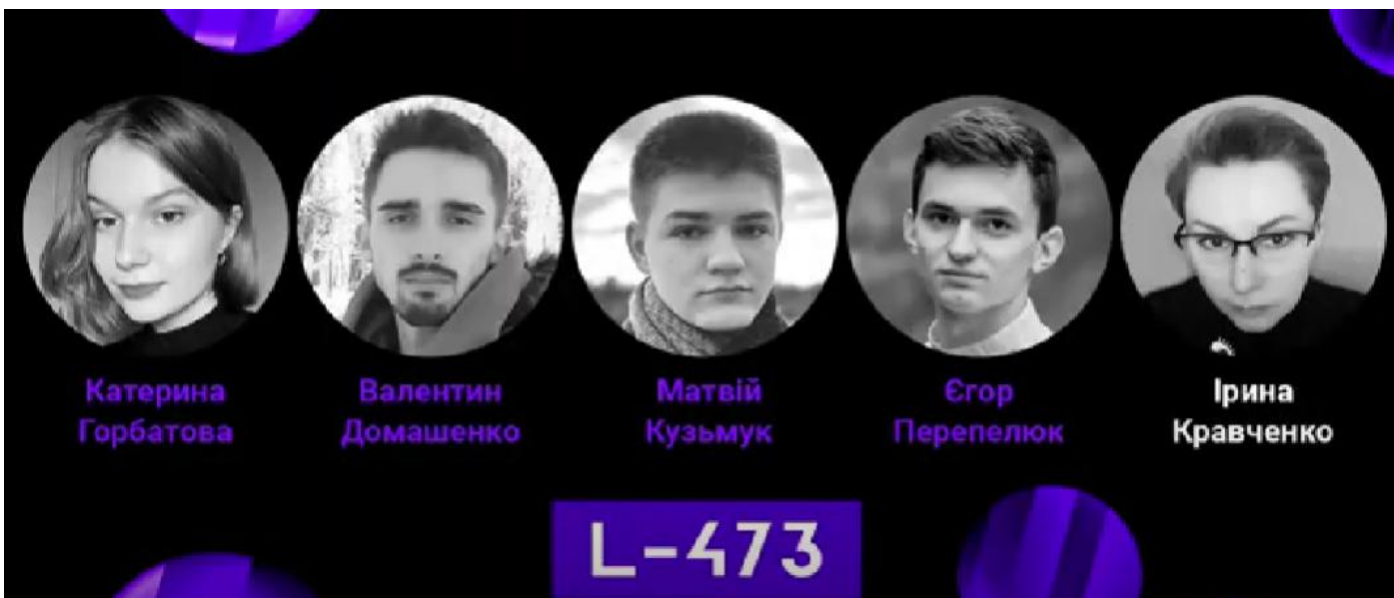 Катерина
Горбатова
Валентин
Домашенко
Матвій
Кузьмук
Єгор
Перепелюк
Ірина
Кравченко
L-473